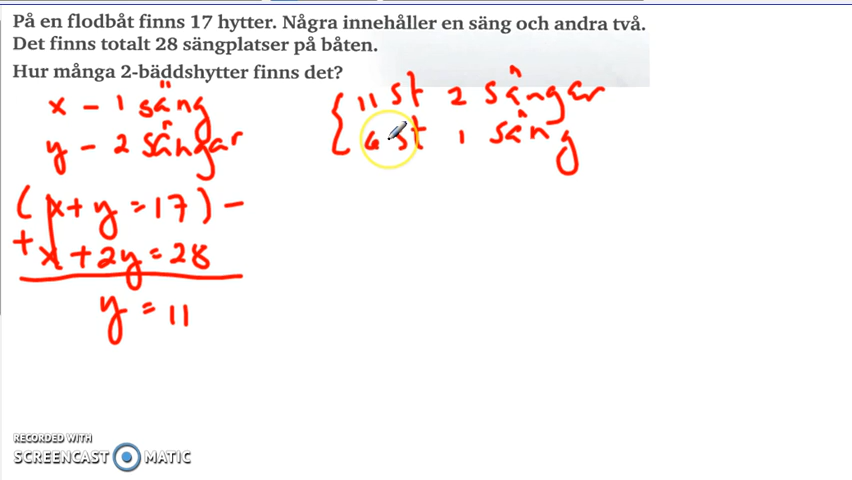 På en flodbåt finns 17 hytter. Några innehåller en säng och andra två.
Det finns totalt 28 sängplatser på båten.
Hur många 2-bäddshytter finns det?
x - 1 säng
y - 2 sängar
(x + y = 17) -
+ x + 2y = 28
y = 11
{ 11 st 2 sängar
6 st 1 säng
RECORDED WITH
SCREENCAST MATIC